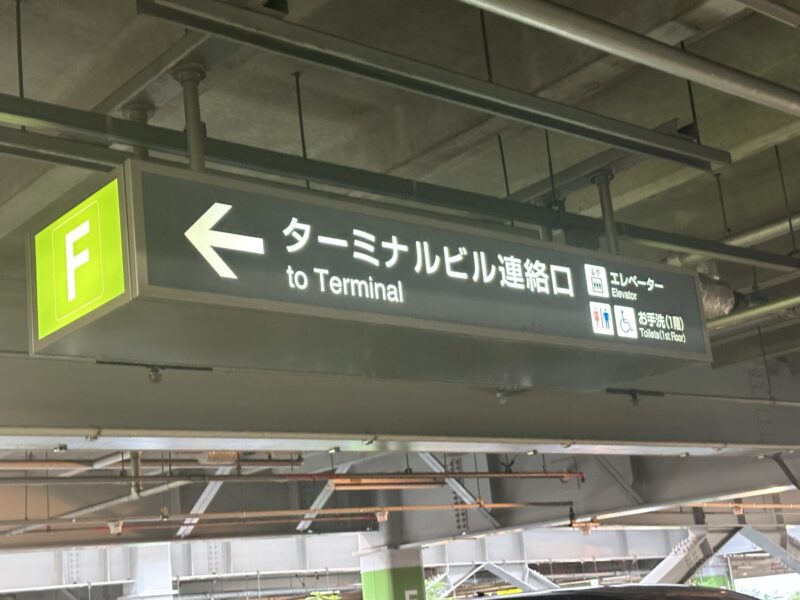 F
← ターミナルビル連絡口
to Terminal
エレベーター
Elevator
お手洗(1階)
Toilets(1st Floor)
F